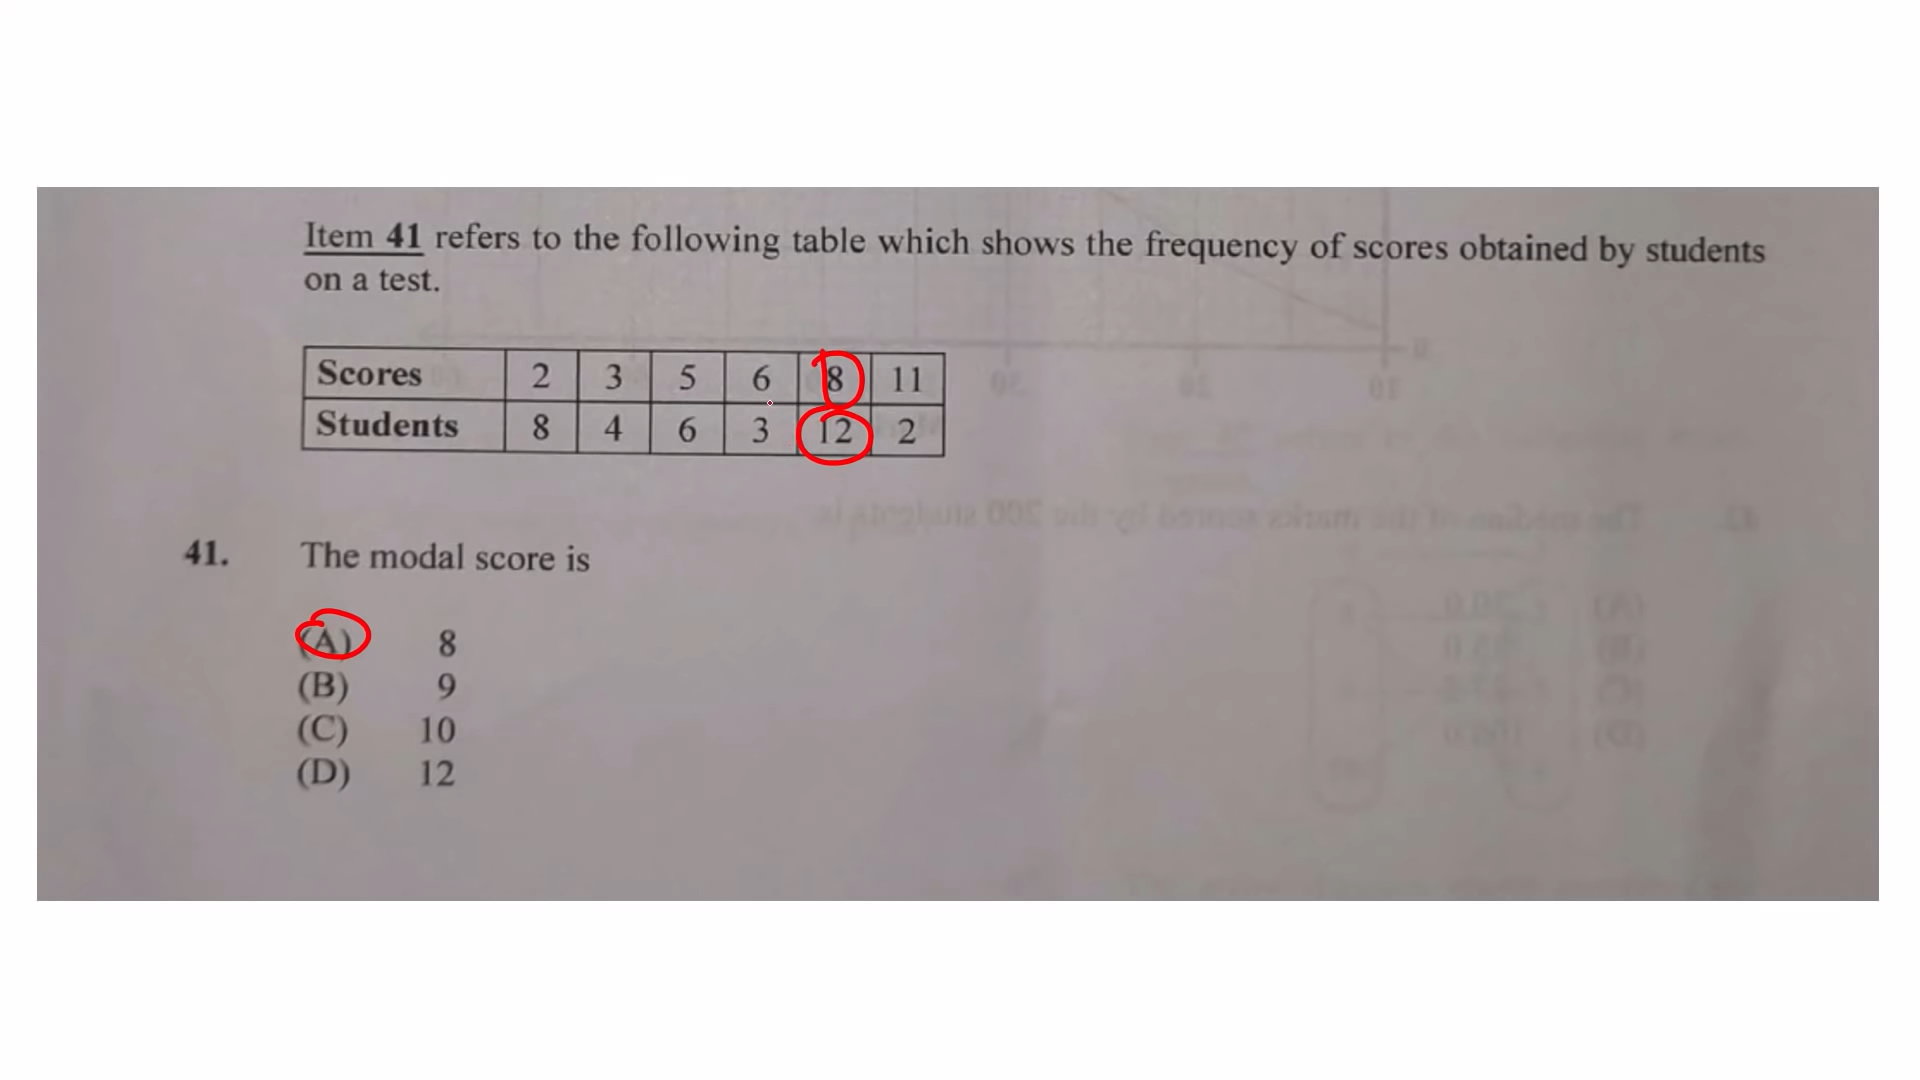 Item 41 refers to the following table which shows the frequency of scores obtained by students
on a test.
Scores 2 3 5 6 8 11
Students 8 4 6 3 12 2
41. The modal score is
(A) 8
(B) 9
(C) 10
(D) 12